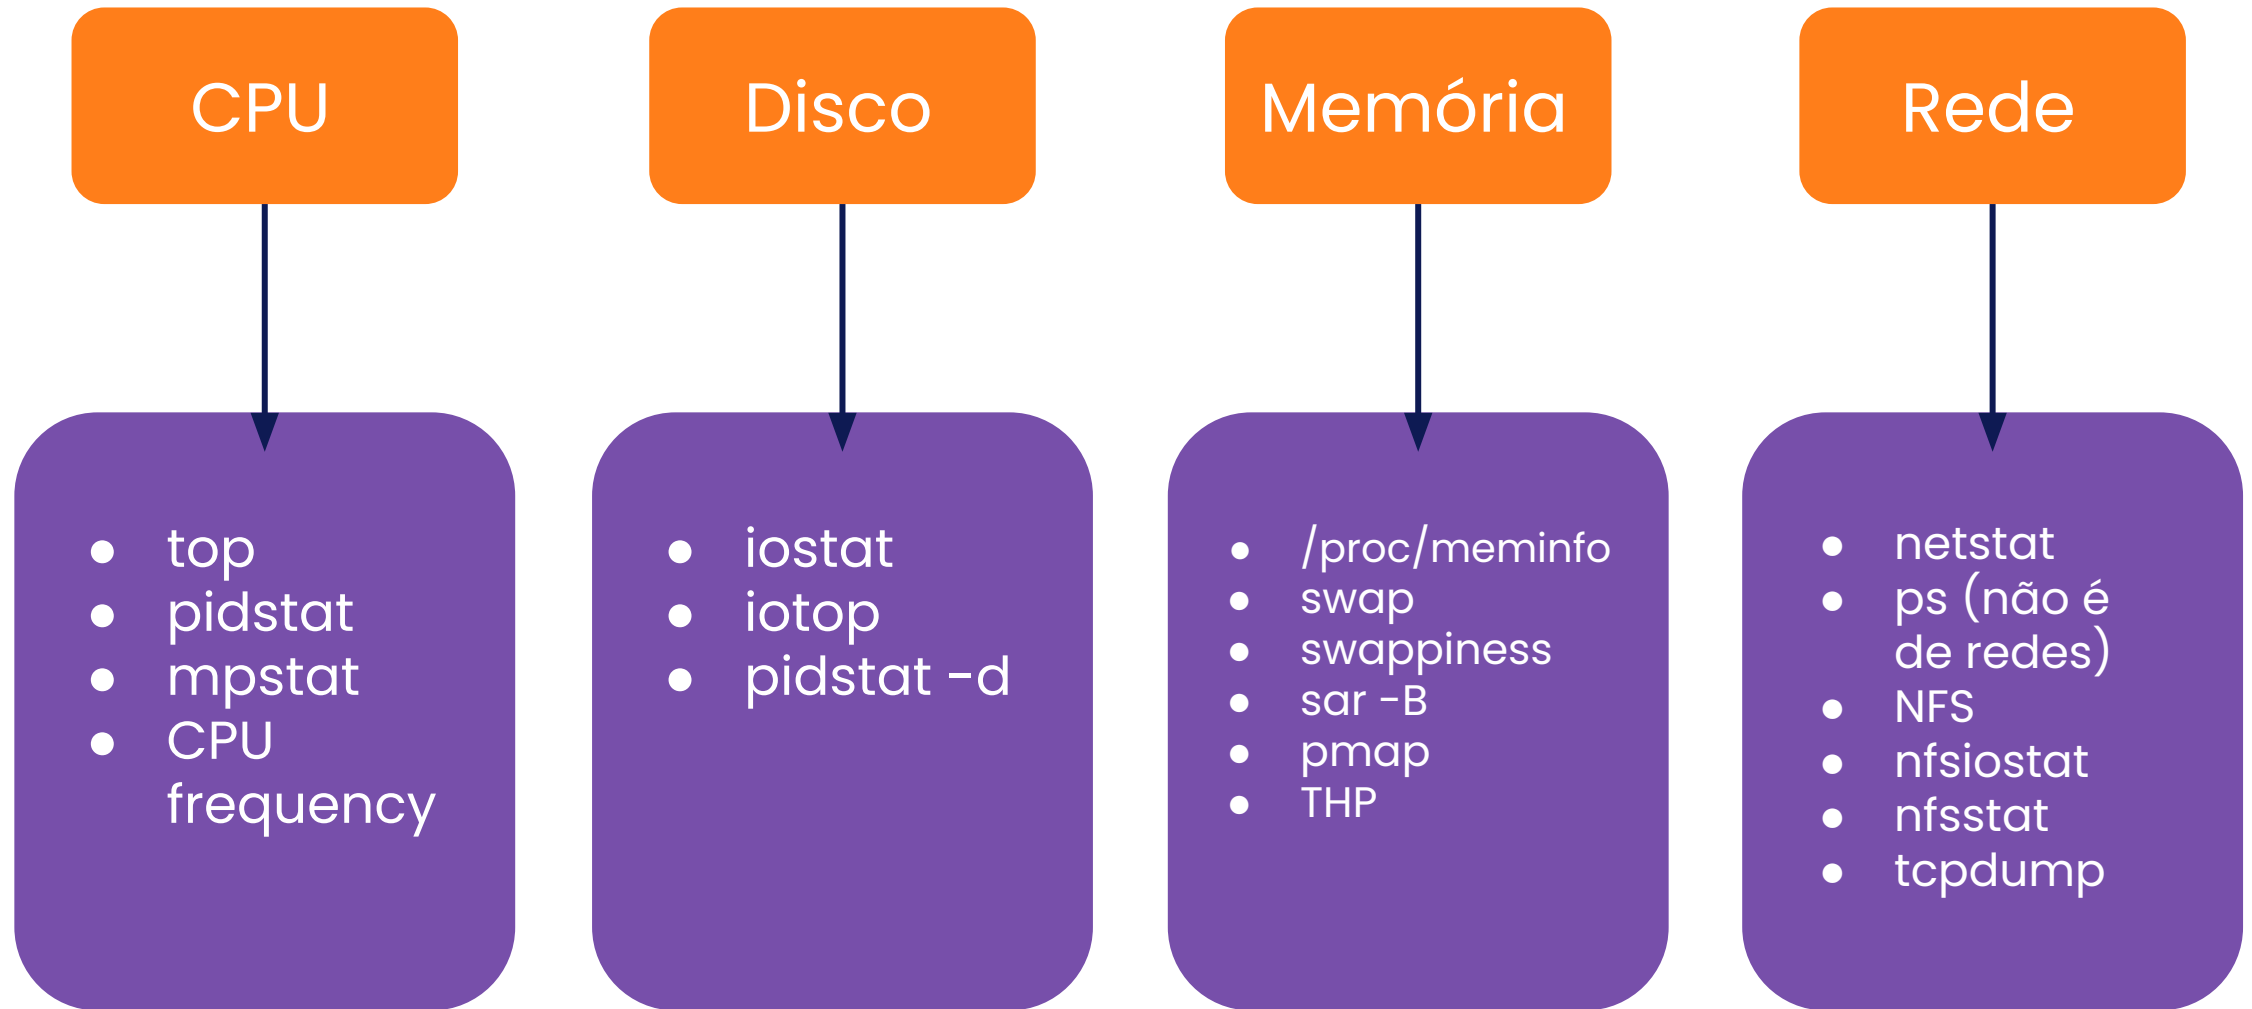 CPU
Disco
Memória
Rede
● top
● pidstat
● mpstat
● CPU
frequency
● iostat
● iotop
● pidstat -d
● /proc/meminfo
● swap
● swappiness
● sar -B
● pmap
● THP
● netstat
● ps (não é
de redes)
● NFS
● nfsiostat
● nfsstat
● tcpdump